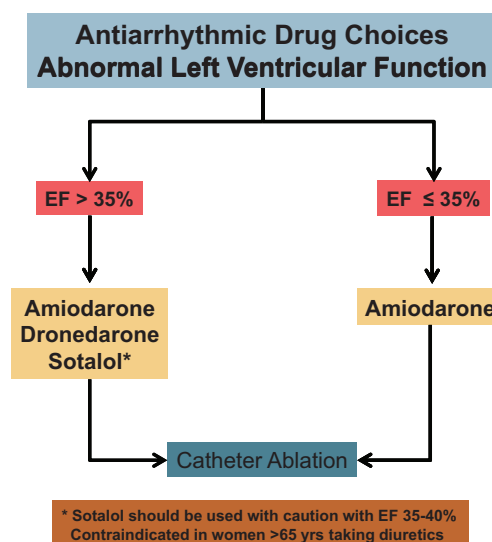 Antiarrhythmic Drug Choices
Abnormal Left Ventricular Function
EF > 35%
EF ≤ 35%
Amiodarone
Dronedarone
Sotalol*
Amiodarone
Catheter Ablation
* Sotalol should be used with caution with EF 35-40%
Contraindicated in women >65 yrs taking diuretics